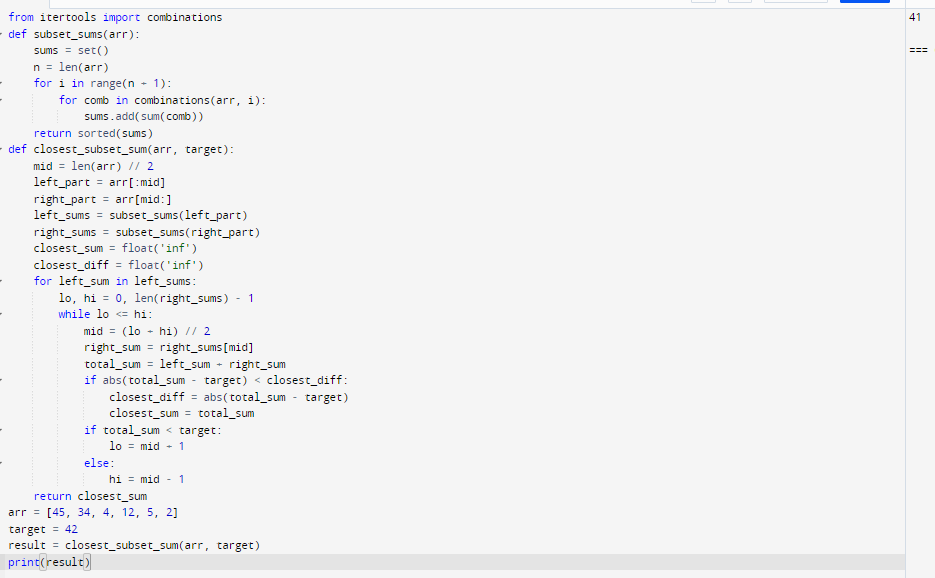 from itertools import combinations
def subset_sums(arr):
    sums = set()
    n = len(arr)
    for i in range(n + 1):
        for comb in combinations(arr, i):
            sums.add(sum(comb))
    return sorted(sums)
def closest_subset_sum(arr, target):
    mid = len(arr) // 2
    left_part = arr[:mid]
    right_part = arr[mid:]
    left_sums = subset_sums(left_part)
    right_sums = subset_sums(right_part)
    closest_sum = float('inf')
    closest_diff = float('inf')
    for left_sum in left_sums:
        lo, hi = 0, len(right_sums) - 1
        while lo <= hi:
            mid = (lo + hi) // 2
            right_sum = right_sums[mid]
            total_sum = left_sum + right_sum
            if abs(total_sum - target) < closest_diff:
                closest_diff = abs(total_sum - target)
                closest_sum = total_sum
            if total_sum < target:
                lo = mid + 1
            else:
                hi = mid - 1
    return closest_sum
arr = [45, 34, 4, 12, 5, 2]
target = 42
result = closest_subset_sum(arr, target)
print(result)
41
===